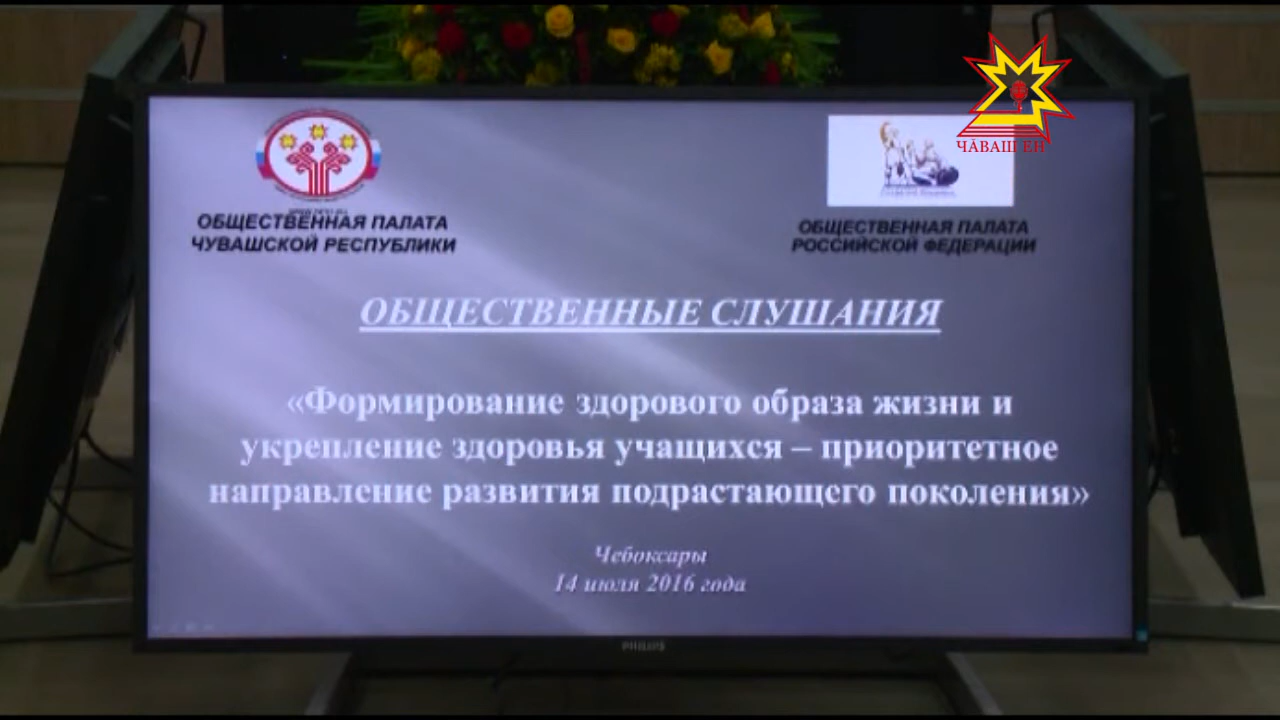 ЧĂВАШ ЕН
ОБЩЕСТВЕННАЯ ПАЛАТА
ЧУВАШСКОЙ РЕСПУБЛИКИ
ОБЩЕСТВЕННАЯ ПАЛАТА
РОССИЙСКОЙ ФЕДЕРАЦИИ
ОБЩЕСТВЕННЫЕ СЛУШАНИЯ
«Формирование здорового образа жизни и
укрепление здоровья учащихся – приоритетное
направление развития подрастающего поколения»
Чебоксары
14 июля 2016 года
PHILIPS